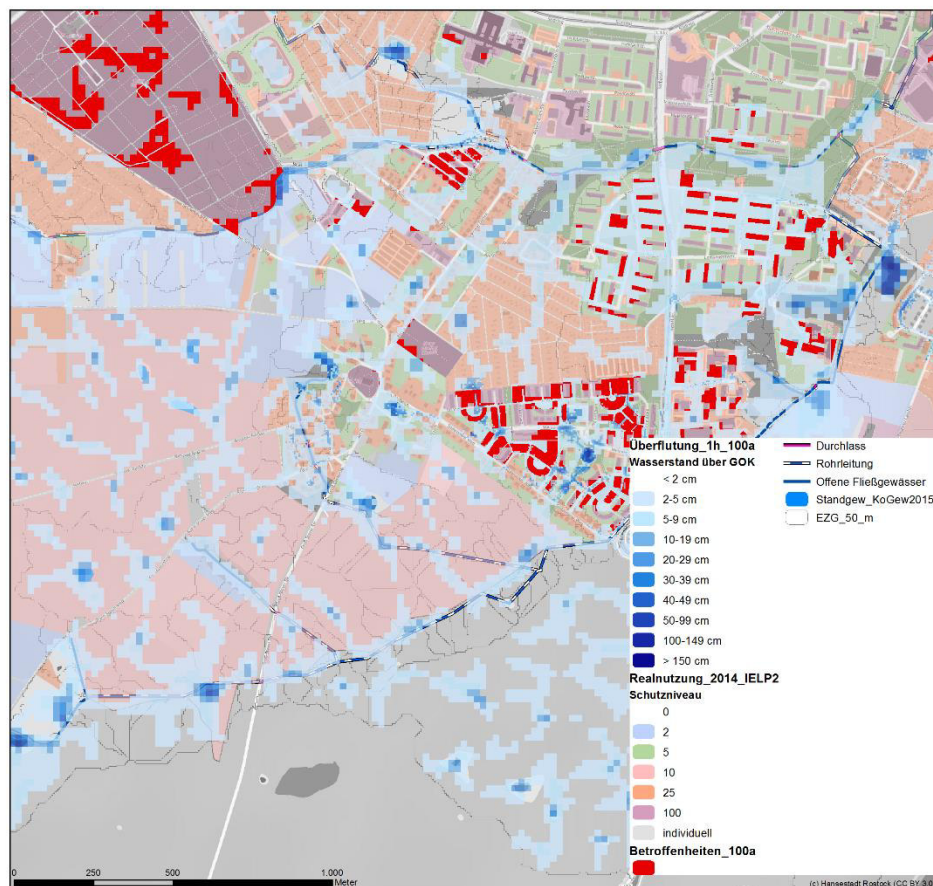 Überflutung_1h_100a
Wasserstand über GOK
< 2 cm
2-5 cm
5-9 cm
10-19 cm
20-29 cm
30-39 cm
40-49 cm
50-99 cm
100-149 cm
> 150 cm
Realnutzung_2014_IELP2
Schutzniveau
0
2
5
10
25
100
individuell
Betroffenheiten_100a
Durchlass
Rohrleitung
Offene Fließgewässer
Standgew_KoGew2015
EZG_50_m
0 250 500 1.000
Meter
(c) Hansestadt Rostock (CC BY 3.0)